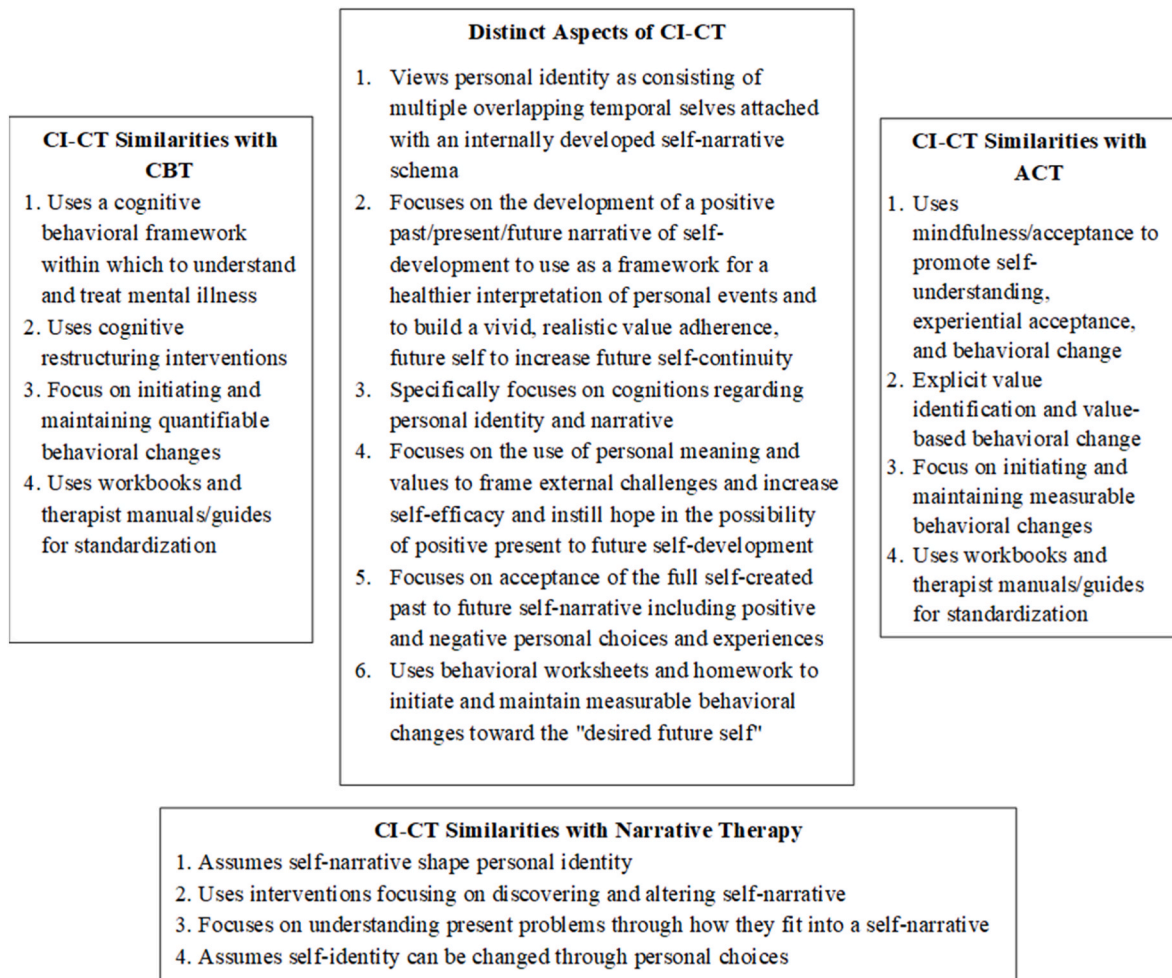 Distinct Aspects of CI-CT
1. Views personal identity as consisting of
multiple overlapping temporal selves attached
with an internally developed self-narrative
schema
2. Focuses on the development of a positive
past/present/future narrative of self-
development to use as a framework for a
healthier interpretation of personal events and
to build a vivid, realistic value adherence,
future self to increase future self-continuity
3. Specifically focuses on cognitions regarding
personal identity and narrative
4. Focuses on the use of personal meaning and
values to frame external challenges and increase
self-efficacy and instill hope in the possibility
of positive present to future self-development
5. Focuses on acceptance of the full self-created
past to future self-narrative including positive
and negative personal choices and experiences
6. Uses behavioral worksheets and homework to
initiate and maintain measurable behavioral
changes toward the "desired future self"
CI-CT Similarities with
CBT
1. Uses a cognitive
behavioral framework
within which to understand
and treat mental illness
2. Uses cognitive
restructuring interventions
3. Focus on initiating and
maintaining quantifiable
behavioral changes
4. Uses workbooks and
therapist manuals/guides
for standardization
CI-CT Similarities with
ACT
1. Uses
mindfulness/acceptance to
promote self-
understanding,
experiential acceptance,
and behavioral change
2. Explicit value
identification and value-
based behavioral change
3. Focus on initiating and
maintaining measurable
behavioral changes
4. Uses workbooks and
therapist manuals/guides
for standardization
CI-CT Similarities with Narrative Therapy
1. Assumes self-narrative shape personal identity
2. Uses interventions focusing on discovering and altering self-narrative
3. Focuses on understanding present problems through how they fit into a self-narrative
4. Assumes self-identity can be changed through personal choices